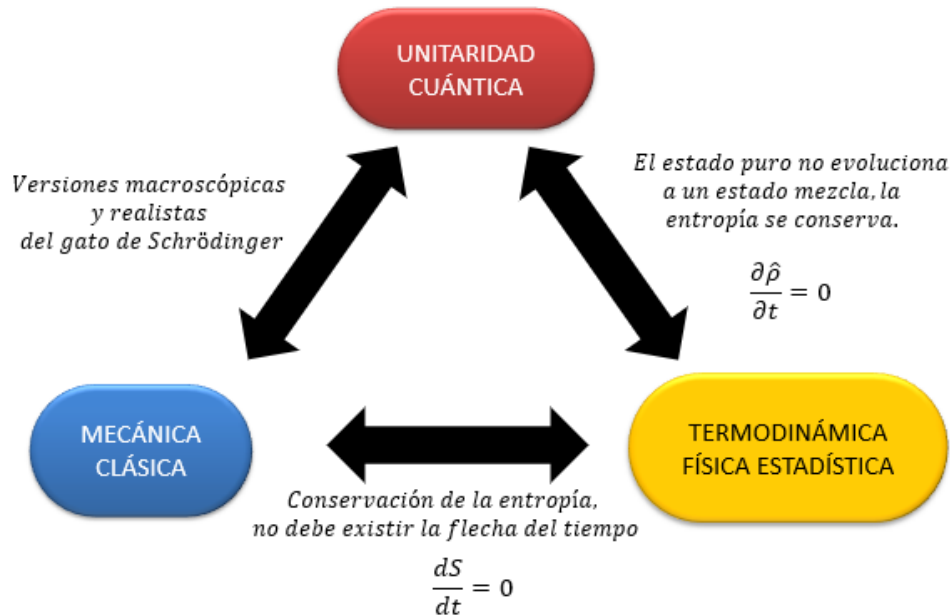 UNITARIDAD
CUÁNTICA
Versiones macroscópicas
y realistas
del gato de Schrödinger
El estado puro no evoluciona
a un estado mezcla, la
entropía se conserva.
∂ρ̂/∂t = 0
MECÁNICA
CLÁSICA
TERMODINÁMICA
FÍSICA ESTADÍSTICA
Conservación de la entropía,
no debe existir la flecha del tiempo
dS/dt = 0